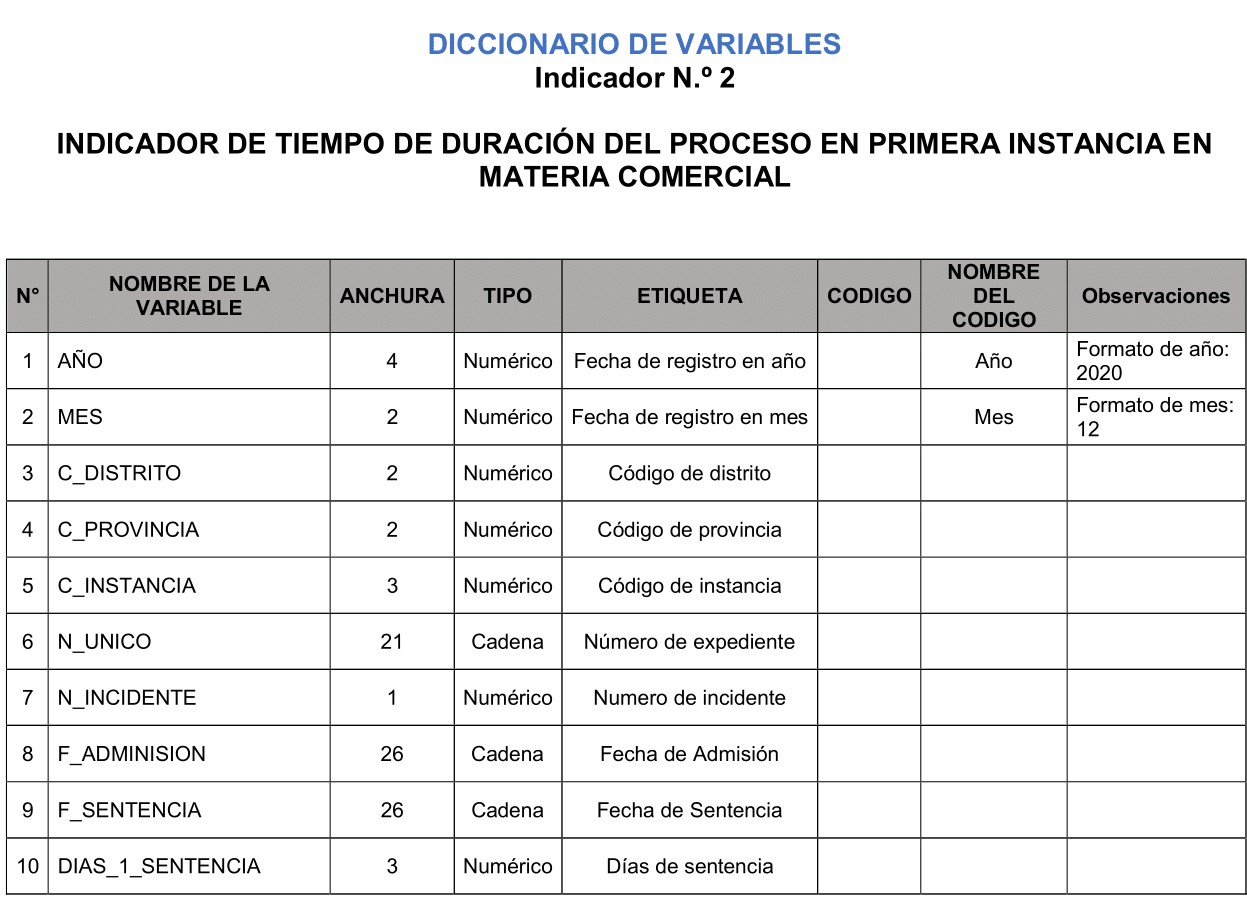 DICCIONARIO DE VARIABLES
Indicador N.º 2
INDICADOR DE TIEMPO DE DURACIÓN DEL PROCESO EN PRIMERA INSTANCIA EN
MATERIA COMERCIAL
N° NOMBRE DE LA VARIABLE ANCHURA TIPO ETIQUETA CODIGO NOMBRE DEL CODIGO Observaciones
1 AÑO 4 Numérico Fecha de registro en año Año Formato de año: 2020
2 MES 2 Numérico Fecha de registro en mes Mes Formato de mes: 12
3 C_DISTRITO 2 Numérico Código de distrito
4 C_PROVINCIA 2 Numérico Código de provincia
5 C_INSTANCIA 3 Numérico Código de instancia
6 N_UNICO 21 Cadena Número de expediente
7 N_INCIDENTE 1 Numérico Numero de incidente
8 F_ADMINISION 26 Cadena Fecha de Admisión
9 F_SENTENCIA 26 Cadena Fecha de Sentencia
10 DIAS_1_SENTENCIA 3 Numérico Días de sentencia